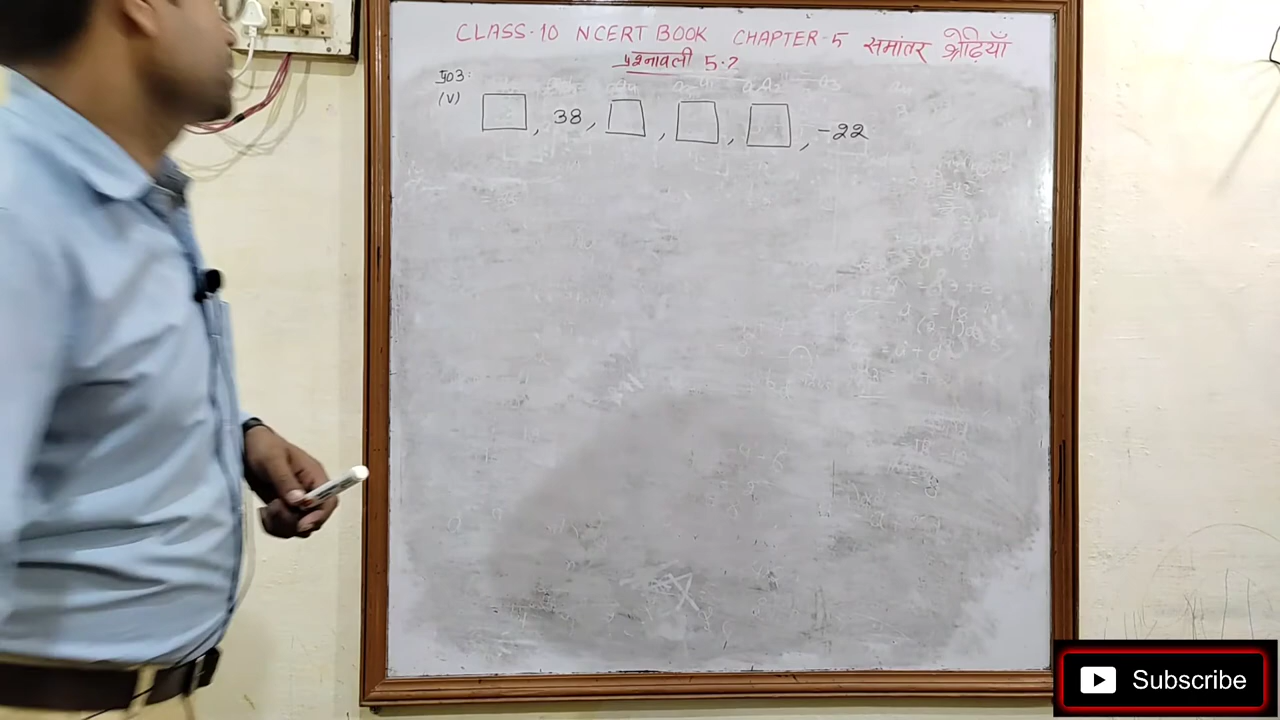 CLASS-10 NCERT BOOK CHAPTER-5 समांतर श्रेढ़ियाँ
प्रश्नावली 5.2
प्र03:
(V) □, 38, □, □, □, -22
Subscribe